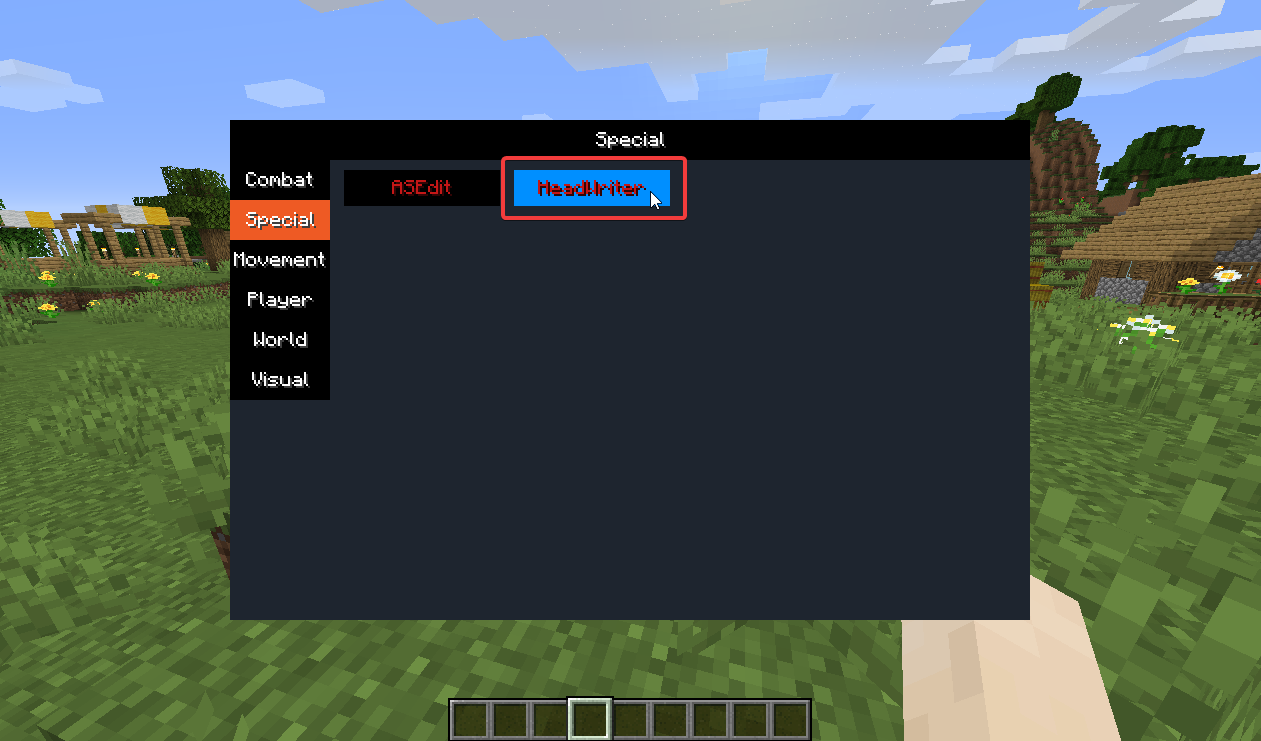 Special
Combat
ASEdit
HeadWriter
Special
Movement
Player
World
Visual